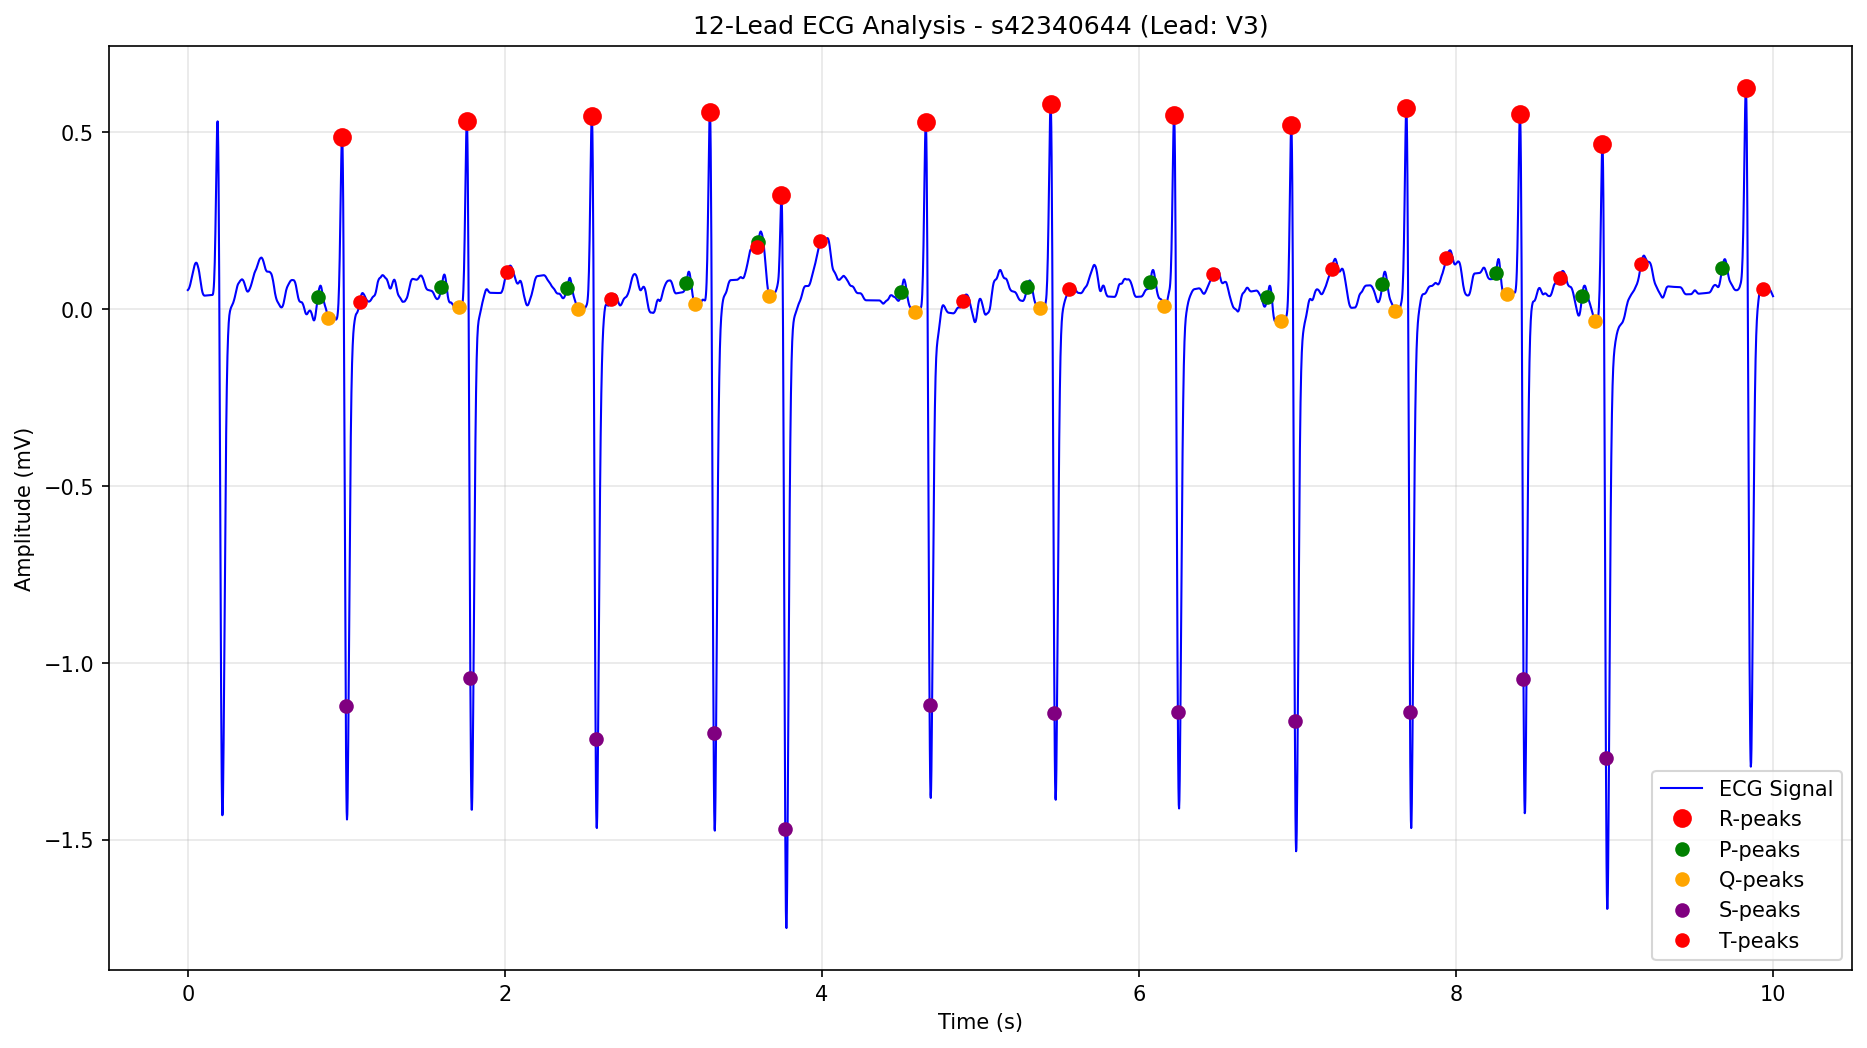 12-Lead ECG Analysis - s42340644 (Lead: V3)
Amplitude (mV)
0.5
0.0
−0.5
−1.0
−1.5
0
2
4
6
8
10
Time (s)
ECG Signal
R-peaks
P-peaks
Q-peaks
S-peaks
T-peaks